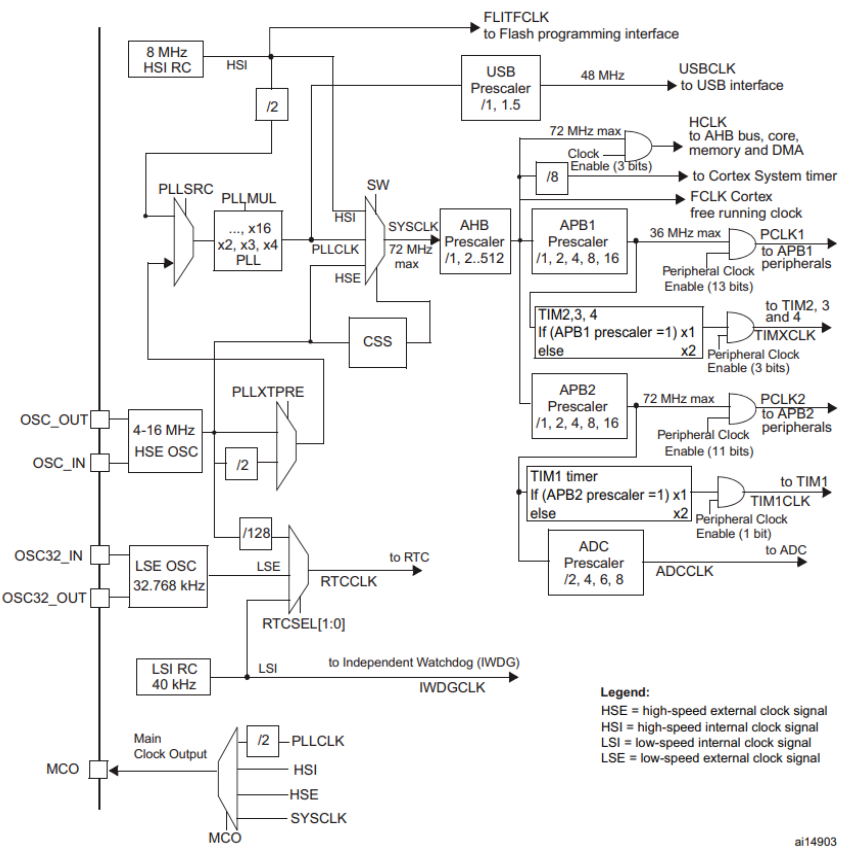 FLITFCLK
to Flash programming interface
8 MHz
HSI RC
HSI
USB
Prescaler
/1, 1.5
48 MHz
USBCLK
to USB interface
/2
72 MHz max
HCLK
to AHB bus, core,
memory and DMA
Clock
Enable (3 bits)
/8
to Cortex System timer
FCLK Cortex
free running clock
PLLSRC
PLLMUL
..., x16
x2, x3, x4
PLL
SW
HSI
PLLCLK
HSE
SYSCLK
72 MHz
max
AHB
Prescaler
/1, 2..512
APB1
Prescaler
/1, 2, 4, 8, 16
36 MHz max
PCLK1
to APB1
peripherals
Peripheral Clock
Enable (13 bits)
TIM2,3, 4
If (APB1 prescaler =1) x1
else x2
to TIM2, 3
and 4
TIMXCLK
Peripheral Clock
Enable (3 bits)
CSS
APB2
Prescaler
/1, 2, 4, 8, 16
72 MHz max
PCLK2
to APB2
peripherals
Peripheral Clock
Enable (11 bits)
PLLXTPRE
OSC_OUT
OSC_IN
4-16 MHz
HSE OSC
/2
TIM1 timer
If (APB2 prescaler =1) x1
else x2
to TIM1
TIM1CLK
Peripheral Clock
Enable (1 bit)
/128
ADC
Prescaler
/2, 4, 6, 8
to ADC
ADCCLK
OSC32_IN
OSC32_OUT
LSE OSC
32.768 kHz
LSE
to RTC
RTCCLK
RTCSEL[1:0]
LSI RC
40 kHz
LSI
to Independent Watchdog (IWDG)
IWDGCLK
Legend:
HSE = high-speed external clock signal
HSI = high-speed internal clock signal
LSI = low-speed internal clock signal
LSE = low-speed external clock signal
Main
Clock Output
MCO
/2
PLLCLK
HSI
HSE
SYSCLK
MCO
ai14903